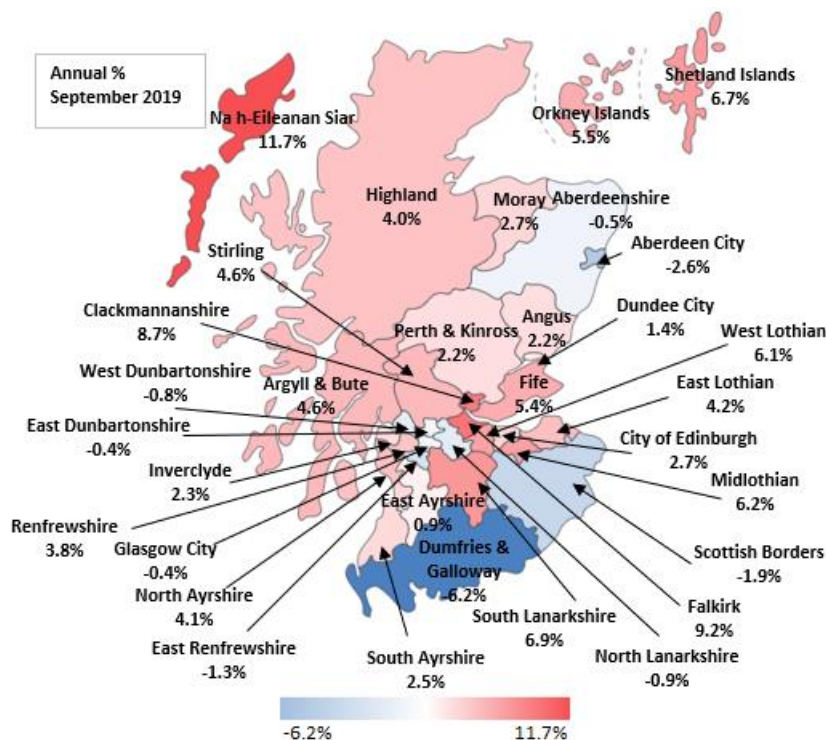 Annual %
September 2019
Shetland Islands
6.7%
Na h-Eileanan Siar
11.7%
Orkney Islands
5.5%
Highland
4.0%
Moray
2.7%
Aberdeenshire
-0.5%
Aberdeen City
-2.6%
Stirling
4.6%
Clackmannanshire
8.7%
Perth & Kinross
2.2%
Angus
2.2%
Dundee City
1.4%
West Lothian
6.1%
West Dunbartonshire
-0.8%
Argyll & Bute
4.6%
Fife
5.4%
East Lothian
4.2%
East Dunbartonshire
-0.4%
City of Edinburgh
2.7%
Inverclyde
2.3%
Midlothian
6.2%
Renfrewshire
3.8%
East Ayrshire
0.9%
Glasgow City
-0.4%
Dumfries &
Galloway
-6.2%
Scottish Borders
-1.9%
North Ayrshire
4.1%
South Lanarkshire
6.9%
Falkirk
9.2%
East Renfrewshire
-1.3%
South Ayrshire
2.5%
North Lanarkshire
-0.9%
-6.2%
11.7%